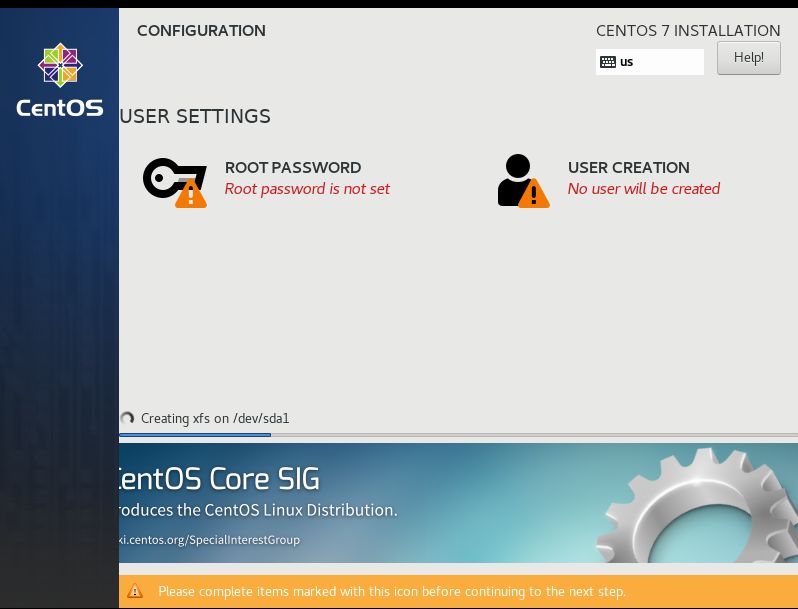 CONFIGURATION
CENTOS 7 INSTALLATION
us
Help!
CentOS
USER SETTINGS
ROOT PASSWORD
Root password is not set
USER CREATION
No user will be created
Creating xfs on /dev/sda1
CentOS Core SIG
roduces the CentOS Linux Distribution.
ki.centos.org/SpecialInterestGroup
Please complete items marked with this icon before continuing to the next step.